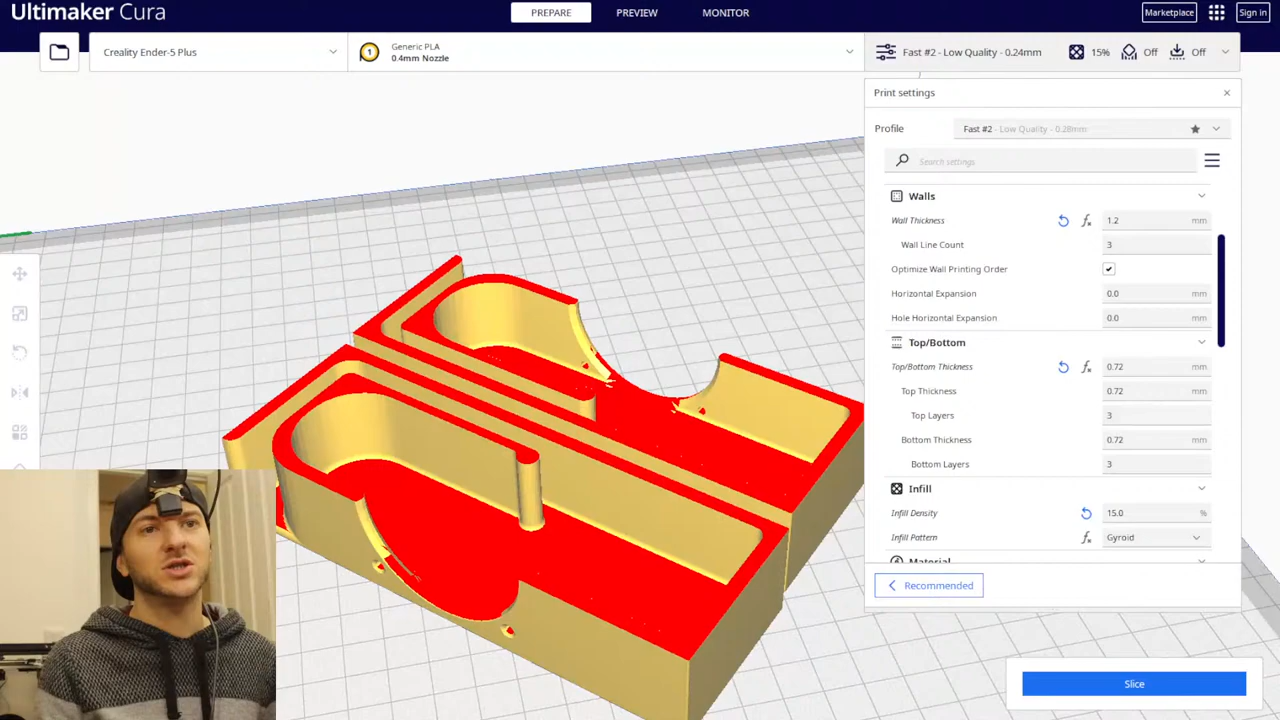 Ultimaker Cura
PREPARE
PREVIEW
MONITOR
Marketplace
Sign in
Creality Ender-5 Plus
1
Generic PLA
0.4mm Nozzle
Fast #2 - Low Quality - 0.24mm
15%
Off
Off
Print settings
Profile
Fast #2 - Low Quality - 0.28mm
Search settings
Walls
Wall Thickness 1.2 mm
Wall Line Count 3
Optimize Wall Printing Order
Horizontal Expansion 0.0 mm
Hole Horizontal Expansion 0.0 mm
Top/Bottom
Top/Bottom Thickness 0.72 mm
Top Thickness 0.72 mm
Top Layers 3
Bottom Thickness 0.72 mm
Bottom Layers 3
Infill
Infill Density 15.0 %
Infill Pattern Gyroid
Material
Recommended
Slice